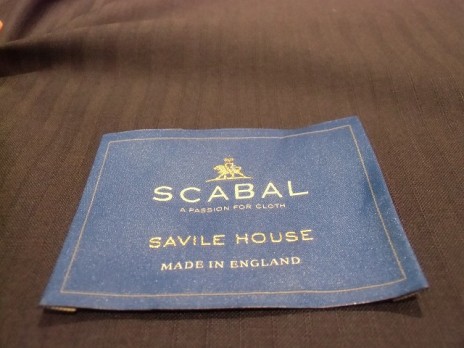 SCABAL
A PASSION FOR CLOTH
SAVILE HOUSE
MADE IN ENGLAND